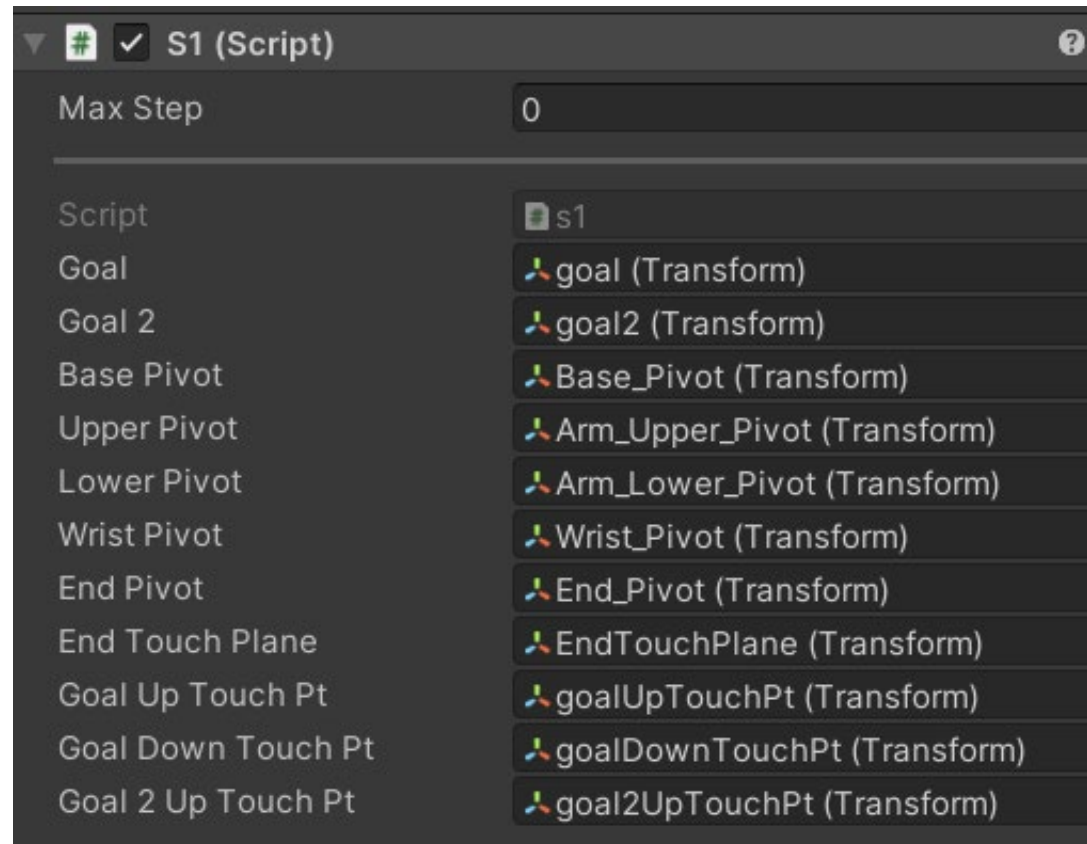 # S1 (Script) ?
Max Step 0
Script # s1
Goal goal (Transform)
Goal 2 goal2 (Transform)
Base Pivot Base_Pivot (Transform)
Upper Pivot Arm_Upper_Pivot (Transform)
Lower Pivot Arm_Lower_Pivot (Transform)
Wrist Pivot Wrist_Pivot (Transform)
End Pivot End_Pivot (Transform)
End Touch Plane EndTouchPlane (Transform)
Goal Up Touch Pt goalUpTouchPt (Transform)
Goal Down Touch Pt goalDownTouchPt (Transform)
Goal 2 Up Touch Pt goal2UpTouchPt (Transform)